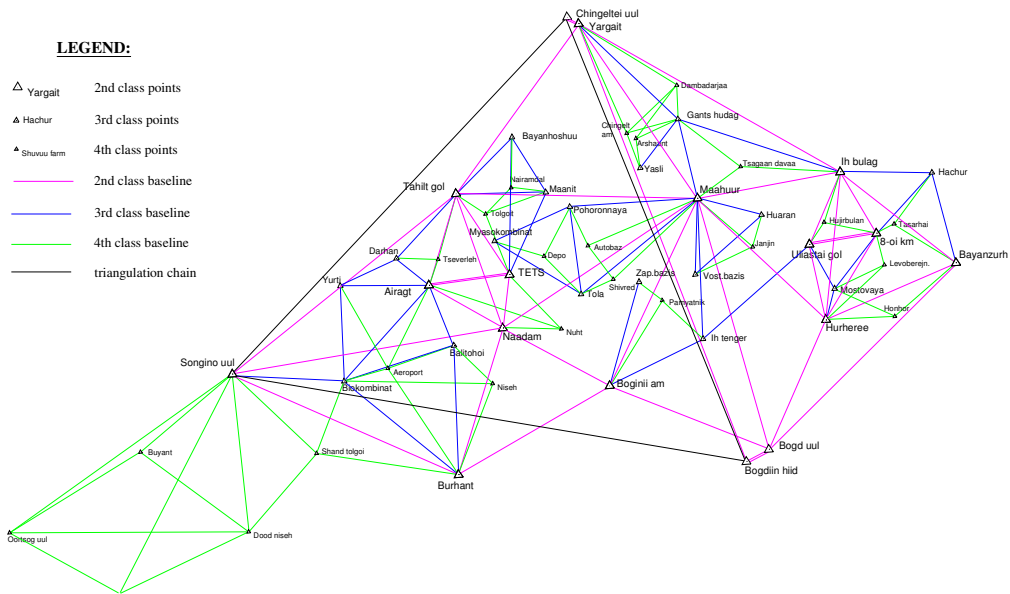 LEGEND:
Yargait 2nd class points
Hachur 3rd class points
Shuvuu farm 4th class points
2nd class baseline
3rd class baseline
4th class baseline
triangulation chain
Chingeltei uul
Yargait
Dambadarjaa
Gants hudag
Chingelt
am
Arshaant
Yasli
Tsagaan davaa
Ih bulag
Hachur
Bayanhoshuu
Nairamdal
Maanit
Tahilt gol
Maahuur
Tolgoit
Pohoronnaya
Huaran
Hujirbulan
Tasarhai
Myasokombinat
Autobaz
Janjin
8-oi km
Uliastai gol
Darhan
Tseverleh
Depo
Bayanzurh
Levoberejn.
TETS
Zap.bazis
Vost.bazis
Yurti
Airagt
Tola
Shivred
Mostovaya
Pamyatnik
Honhor
Hurheree
Naadam
Nuht
Ih tenger
Balitohoi
Songino uul
Aeroport
Biokombinat
Niseh
Boginii am
Buyant
Shand tolgoi
Bogd uul
Bogdiin hiid
Burhant
Oortsog uul
Dood niseh